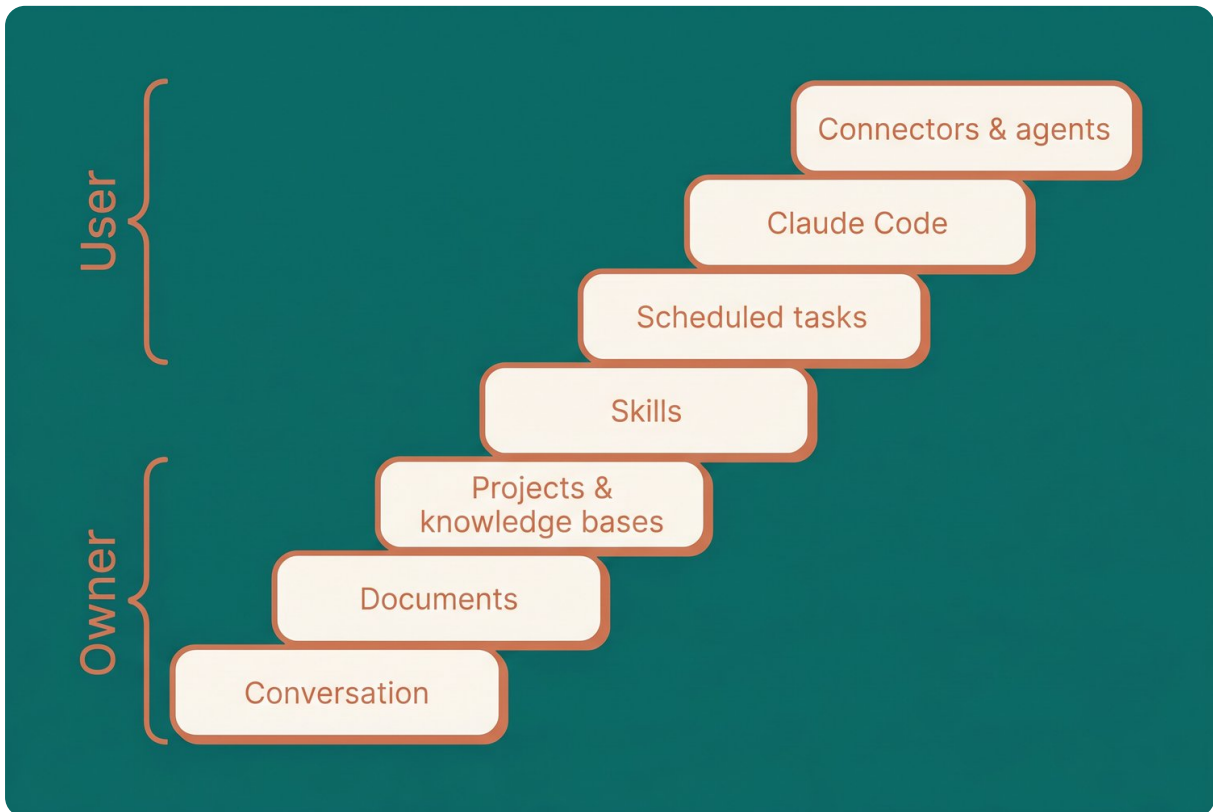 User
Connectors & agents
Claude Code
Scheduled tasks
Skills
Owner
Projects &
knowledge bases
Documents
Conversation